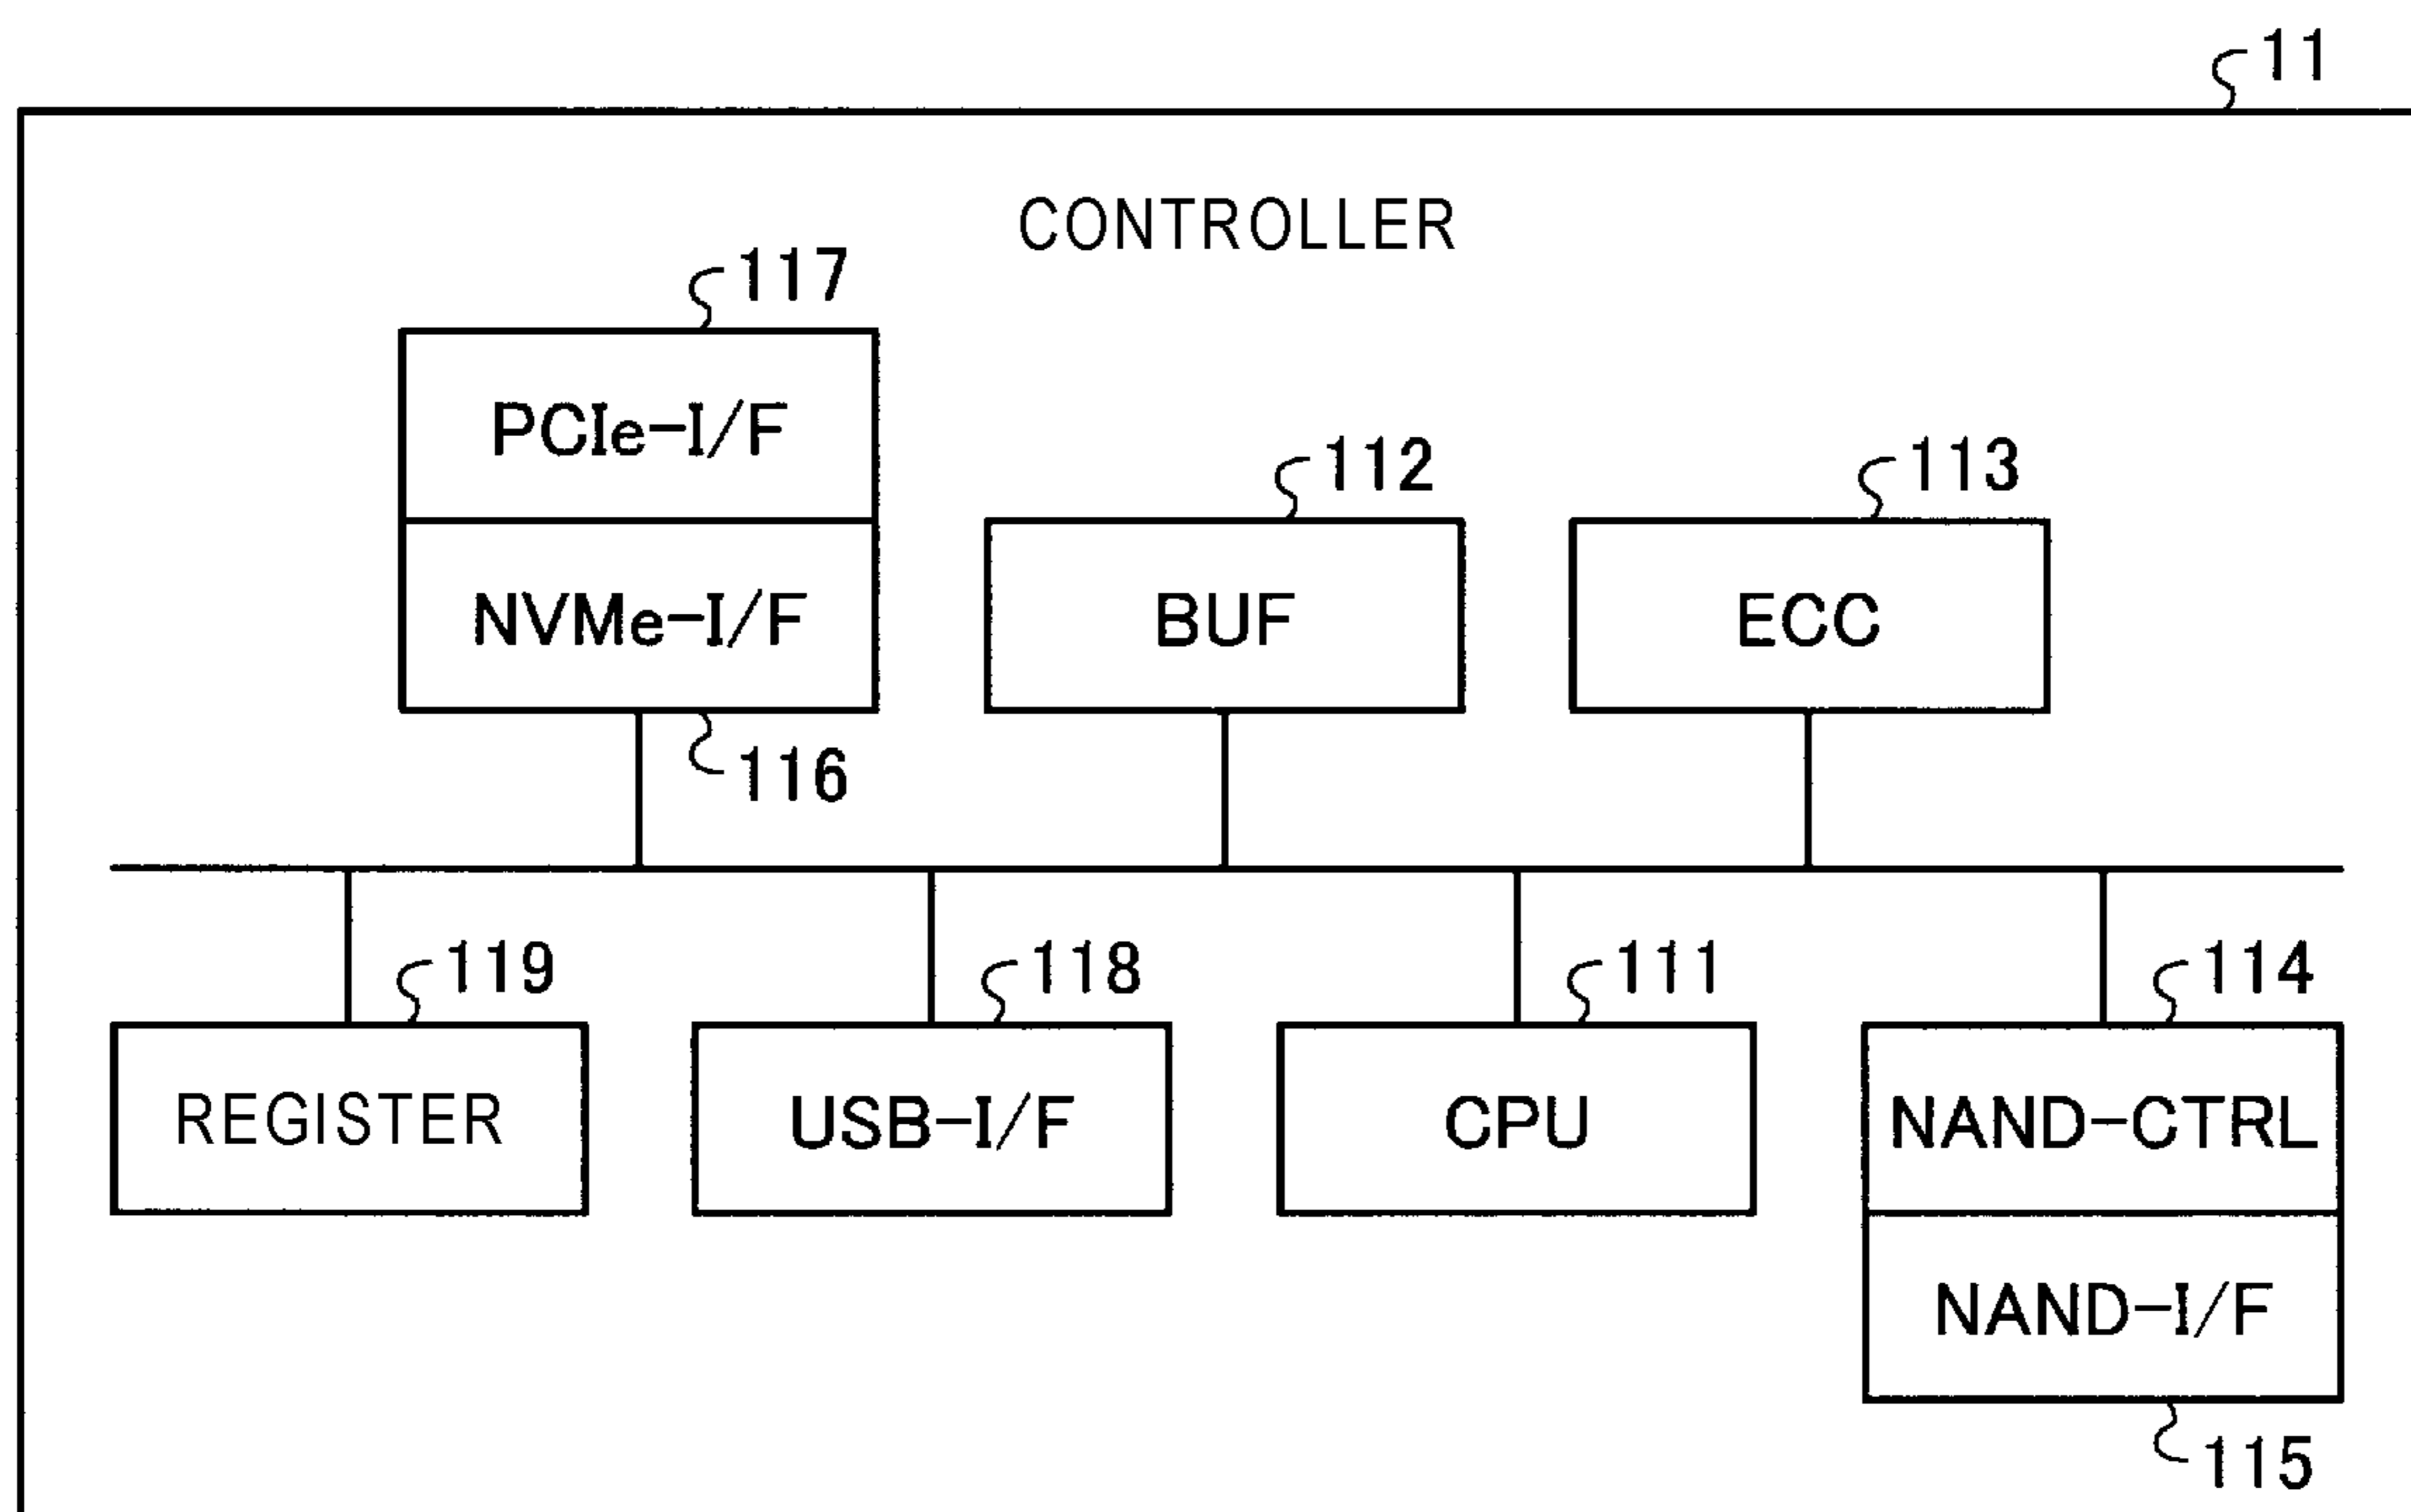 11
CONTROLLER
117
PCIe-I/F
112
113
NVMe-I/F
BUF
ECC
116
119
118
111
114
REGISTER
USB-I/F
CPU
NAND-CTRL
NAND-I/F
115